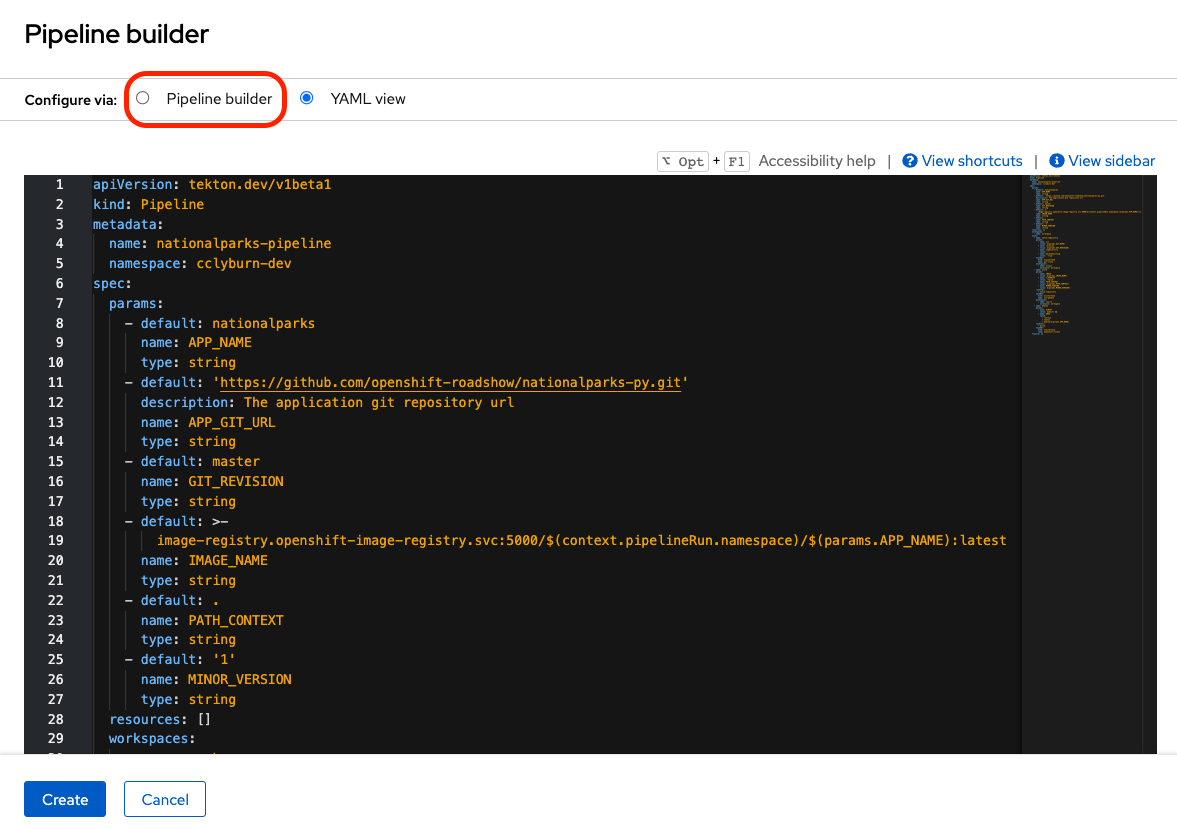 Pipeline builder
Configure via: Pipeline builder YAML view
⌥ Opt + F1 Accessibility help | View shortcuts | View sidebar
1 apiVersion: tekton.dev/v1beta1
2 kind: Pipeline
3 metadata:
4 name: nationalparks-pipeline
5 namespace: cclyburn-dev
6 spec:
7 params:
8 - default: nationalparks
9 name: APP_NAME
10 type: string
11 - default: 'https://github.com/openshift-roadshow/nationalparks-py.git'
12 description: The application git repository url
13 name: APP_GIT_URL
14 type: string
15 - default: master
16 name: GIT_REVISION
17 type: string
18 - default: >-
19 image-registry.openshift-image-registry.svc:5000/$(context.pipelineRun.namespace)/$(params.APP_NAME):latest
20 name: IMAGE_NAME
21 type: string
22 - default: .
23 name: PATH_CONTEXT
24 type: string
25 - default: '1'
26 name: MINOR_VERSION
27 type: string
28 resources: []
29 workspaces:
Create Cancel